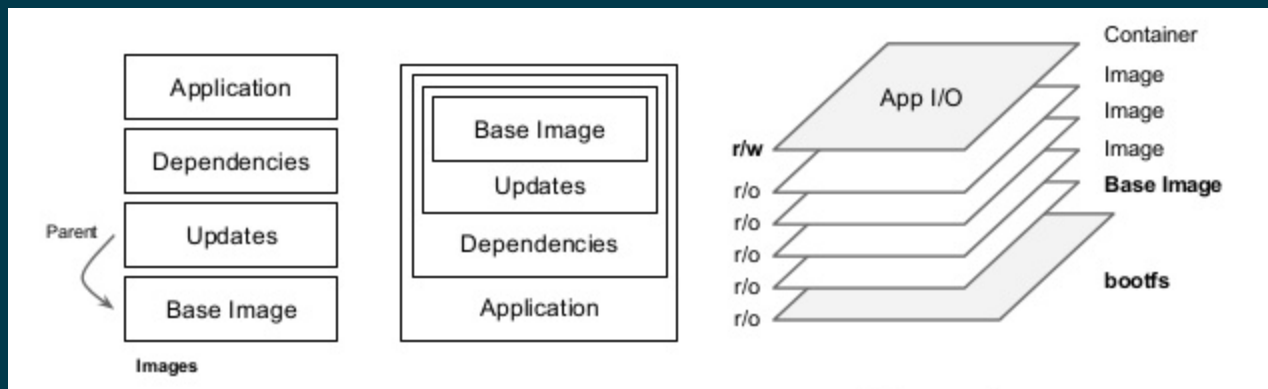 Application
Dependencies
Parent
Updates
Base Image
Images
Base Image
Updates
Dependencies
Application
Container
Image
App I/O
Image
Image
r/w
Base Image
r/o
r/o
r/o
bootfs
r/o
r/o